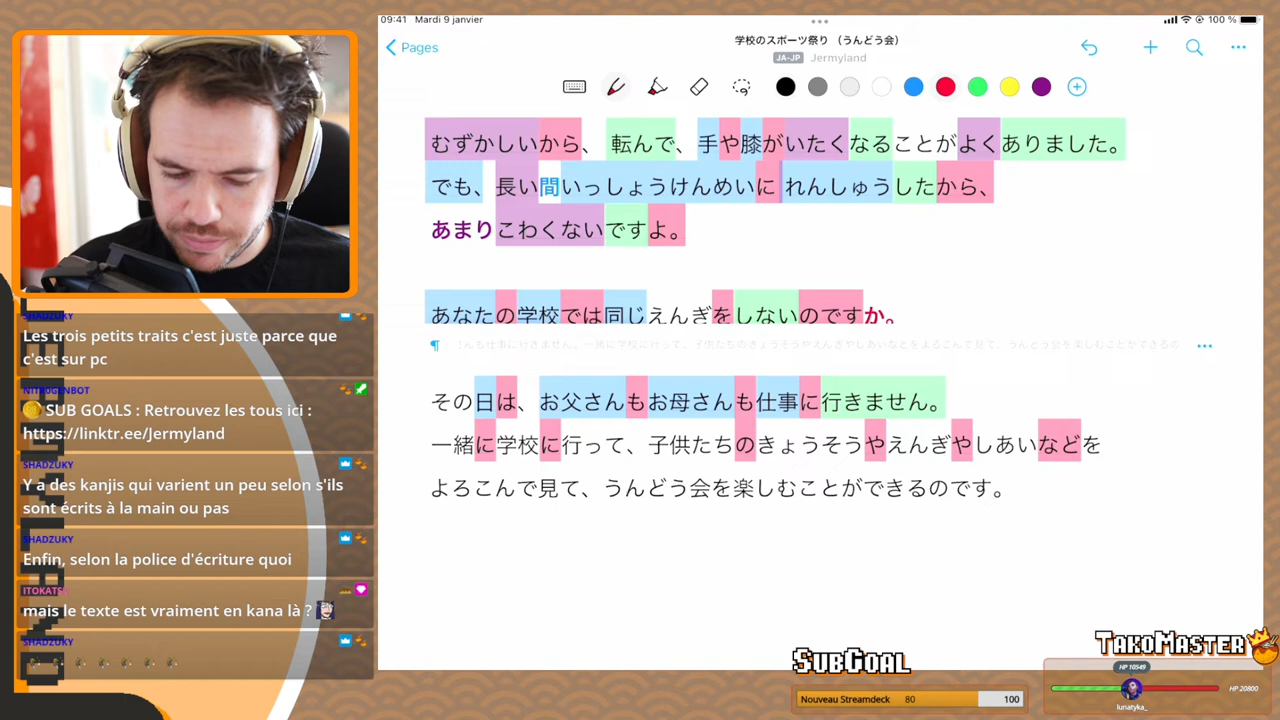 09:41 Mardi 9 janvier
100 %
Pages
学校のスポーツ祭り（うんどう会）
JA-JP Jermyland
むずかしいから、転んで、手や膝がいたくなることがよくありました。
でも、長い間いっしょうけんめいに れんしゅうしたから、
あまりこわくないですよ。
あなたの学校では同じえんぎをしないのですか。
その日は、お父さんもお母さんも仕事に行きません。
一緒に学校に行って、子供たちのきょうそうやえんぎやしあいなどを
よろこんで見て、うんどう会を楽しむことができるのです。
SHADZUKY
Les trois petits traits c'est juste parce que
c'est sur pc
NITROGENBOT
SUB GOALS : Retrouvez les tous ici :
https://linktr.ee/Jermyland
SHADZUKY
Y a des kanjis qui varient un peu selon s'ils
sont écrits à la main ou pas
SHADZUKY
Enfin, selon la police d'écriture quoi
mais le texte est vraiment en kana là ?
SHADZUKY
SUBGOAL
Nouveau Streamdeck 80 100
TAKOMASTER
HP 10549
HP 20800
lunatyka_